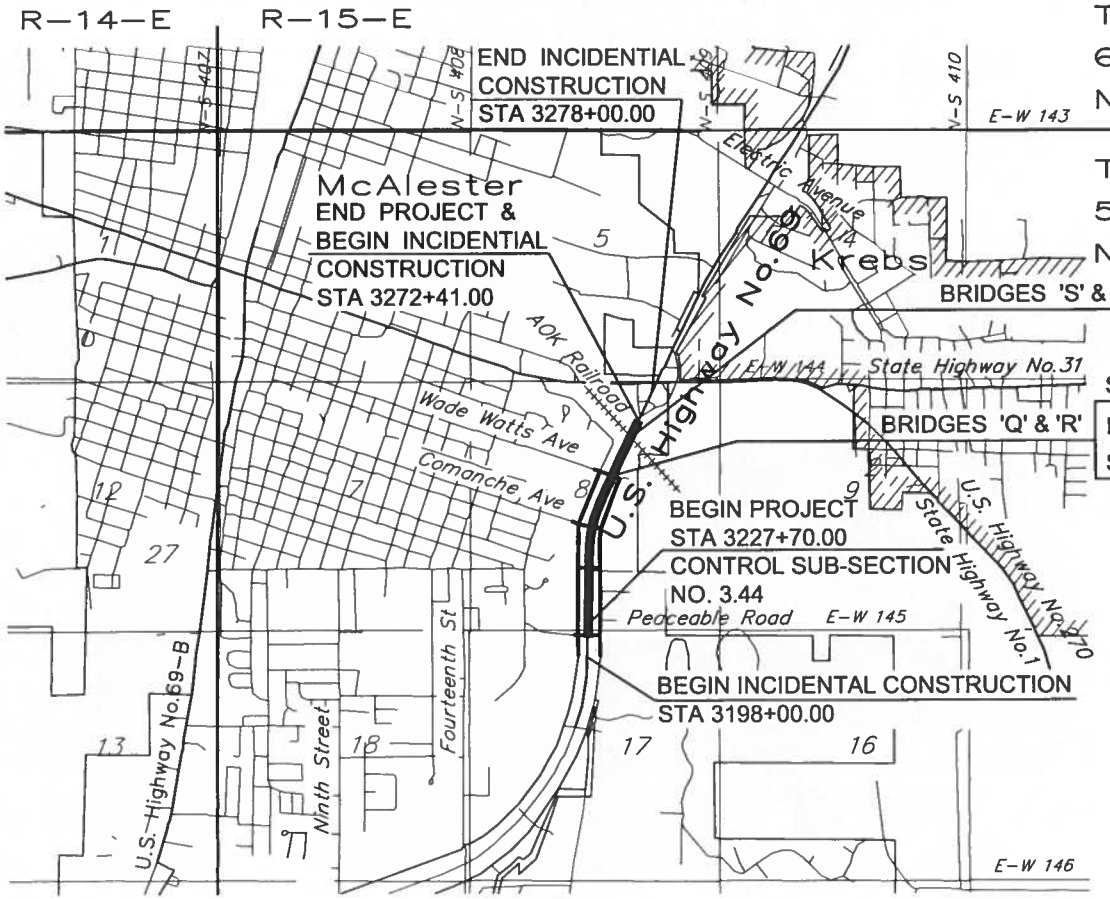 R-14-E
R-15-E
T
6
N
T
5
N
N-S 407
N-S 408
N-S 409
N-S 410
E-W 143
END INCIDENTIAL
CONSTRUCTION
STA 3278+00.00
McAlester
END PROJECT &
BEGIN INCIDENTIAL
CONSTRUCTION
STA 3272+41.00
Electric Avenue
1
5
4
Krebs
BRIDGES 'S' &
AOK Railroad
U.S. Highway No.69
E-W 144
State Highway No.31
S
Wade Watts Ave
Comanche Ave
BRIDGES 'Q' & 'R'
S
12
7
8
9
27
BEGIN PROJECT
STA 3227+70.00
CONTROL SUB-SECTION
NO. 3.44
U.S. Highway No. 270
State Highway No.1
Peaceable Road
E-W 145
BEGIN INCIDENTAL CONSTRUCTION
STA 3198+00.00
U.S. Highway No.69-B
Ninth Street
Fourteenth St
13
18
17
16
E-W 146